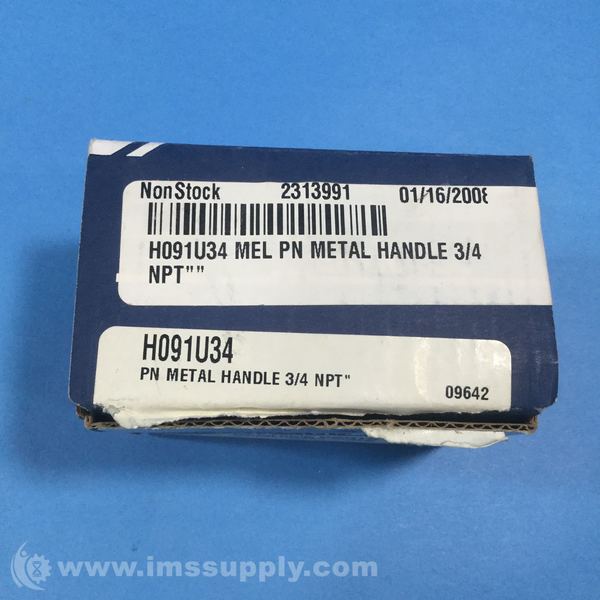 NonStock 2313991 01/16/2008
H091U34 MEL PN METAL HANDLE 3/4
NPT""
H091U34
PN METAL HANDLE 3/4 NPT"
09642
www.imssupply.com